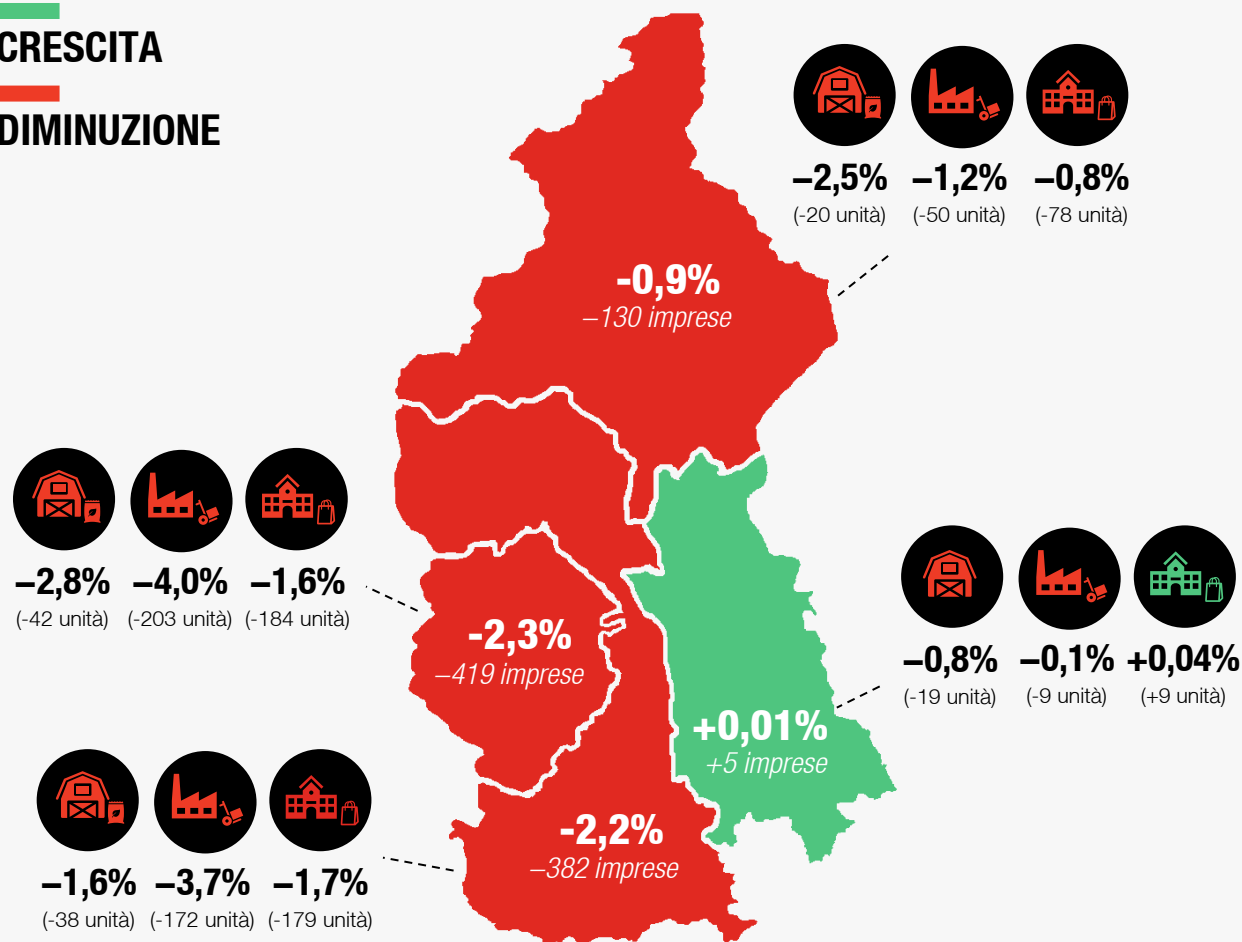 CRESCITA
DIMINUZIONE
–2,5% –1,2% –0,8%
(-20 unità) (-50 unità) (-78 unità)
-0,9%
–130 imprese
–2,8% –4,0% –1,6%
(-42 unità) (-203 unità) (-184 unità)
-2,3%
–419 imprese
–0,8% –0,1% +0,04%
(-19 unità) (-9 unità) (+9 unità)
+0,01%
+5 imprese
–1,6% –3,7% –1,7%
(-38 unità) (-172 unità) (-179 unità)
-2,2%
–382 imprese